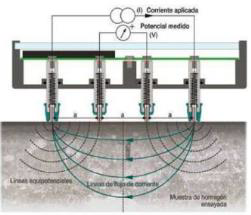 (I) Corriente aplicada
Potencial medido
(V)
a a a
Líneas equipotenciales
Líneas de flujo de corriente
Muestra de hormigón
ensayada